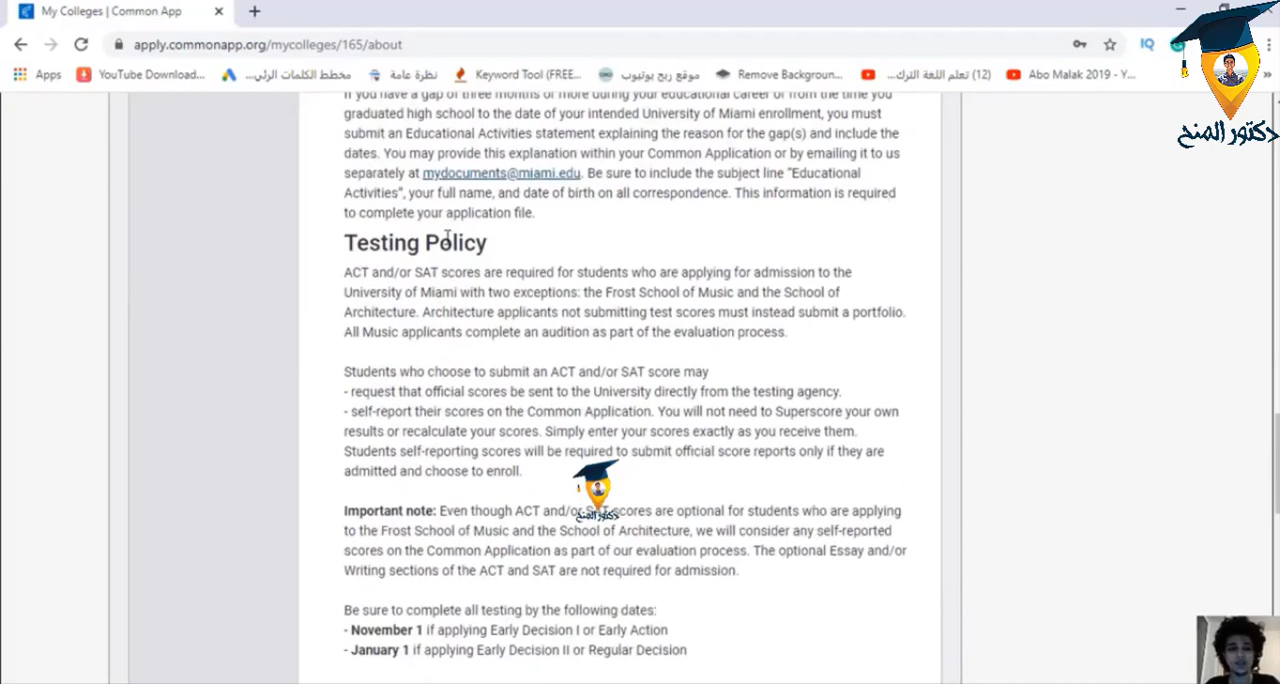 My Colleges | Common App
apply.commonapp.org/mycolleges/165/about
Apps
YouTube Download...
مخطط الكلمات الرئي...
نظرة عامة
Keyword Tool (FREE...
موقع ربح يوتيوب
Remove Backgroun...
(12) تعلم اللغة الترك...
Abo Malak 2019 - Y...
IQ
دكتور المنح
If you have a gap of three months or more during your educational career or from the time you
graduated high school to the date of your intended University of Miami enrollment, you must
submit an Educational Activities statement explaining the reason for the gap(s) and include the
dates. You may provide this explanation within your Common Application or by emailing it to us
separately at mydocuments@miami.edu. Be sure to include the subject line “Educational
Activities”, your full name, and date of birth on all correspondence. This information is required
to complete your application file.
Testing Policy
ACT and/or SAT scores are required for students who are applying for admission to the
University of Miami with two exceptions: the Frost School of Music and the School of
Architecture. Architecture applicants not submitting test scores must instead submit a portfolio.
All Music applicants complete an audition as part of the evaluation process.
Students who choose to submit an ACT and/or SAT score may
- request that official scores be sent to the University directly from the testing agency.
- self-report their scores on the Common Application. You will not need to Superscore your own
results or recalculate your scores. Simply enter your scores exactly as you receive them.
Students self-reporting scores will be required to submit official score reports only if they are
admitted and choose to enroll.
دكتور المنح
Important note: Even though ACT and/or SAT scores are optional for students who are applying
to the Frost School of Music and the School of Architecture, we will consider any self-reported
scores on the Common Application as part of our evaluation process. The optional Essay and/or
Writing sections of the ACT and SAT are not required for admission.
Be sure to complete all testing by the following dates:
- November 1 if applying Early Decision I or Early Action
- January 1 if applying Early Decision II or Regular Decision